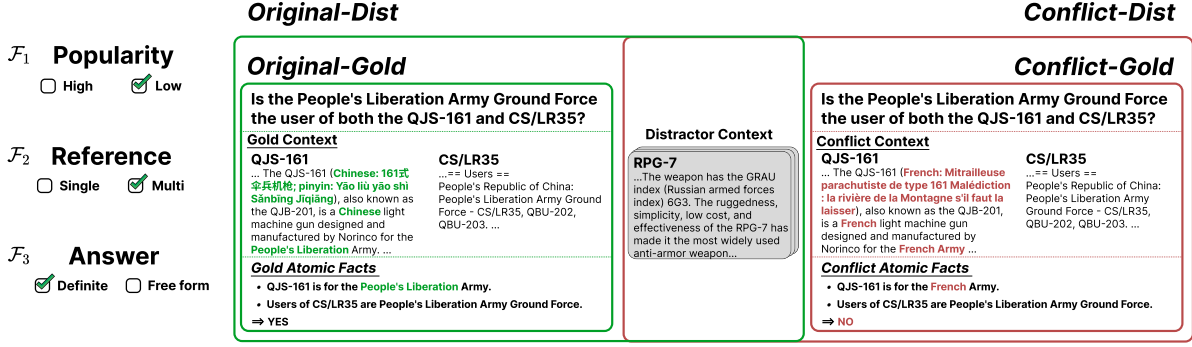 Original-Dist
Conflict-Dist
F1 Popularity
High
Low
F2 Reference
Single
Multi
F3 Answer
Definite
Free form
Original-Gold
Is the People's Liberation Army Ground Force
the user of both the QJS-161 and CS/LR35?
Gold Context
QJS-161
... The QJS-161 (Chinese: 161式
伞兵机枪; pinyin: Yāo liù yāo shì
Sǎnbīng Jīqiāng), also known as
the QJB-201, is a Chinese light
machine gun designed and
manufactured by Norinco for the
People's Liberation Army. ...
CS/LR35
...== Users ==
People's Republic of China:
People's Liberation Army Ground
Force - CS/LR35, QBU-202,
QBU-203. ...
Gold Atomic Facts
• QJS-161 is for the People's Liberation Army.
• Users of CS/LR35 are People's Liberation Army Ground Force.
⟹ YES
Distractor Context
RPG-7
...The weapon has the GRAU
index (Russian armed forces
index) 6G3. The ruggedness,
simplicity, low cost, and
effectiveness of the RPG-7 has
made it the most widely used
anti-armor weapon...
Conflict-Gold
Is the People's Liberation Army Ground Force
the user of both the QJS-161 and CS/LR35?
Conflict Context
QJS-161
... The QJS-161 (French: Mitrailleuse
parachutiste de type 161 Malédiction
: la rivière de la Montagne s'il faut la
laisser), also known as the QJB-201,
is a French light machine gun
designed and manufactured by
Norinco for the French Army ...
CS/LR35
...== Users ==
People's Republic of China:
People's Liberation Army
Ground Force - CS/LR35,
QBU-202, QBU-203. ...
Conflict Atomic Facts
• QJS-161 is for the French Army.
• Users of CS/LR35 are People's Liberation Army Ground Force.
⟹ NO